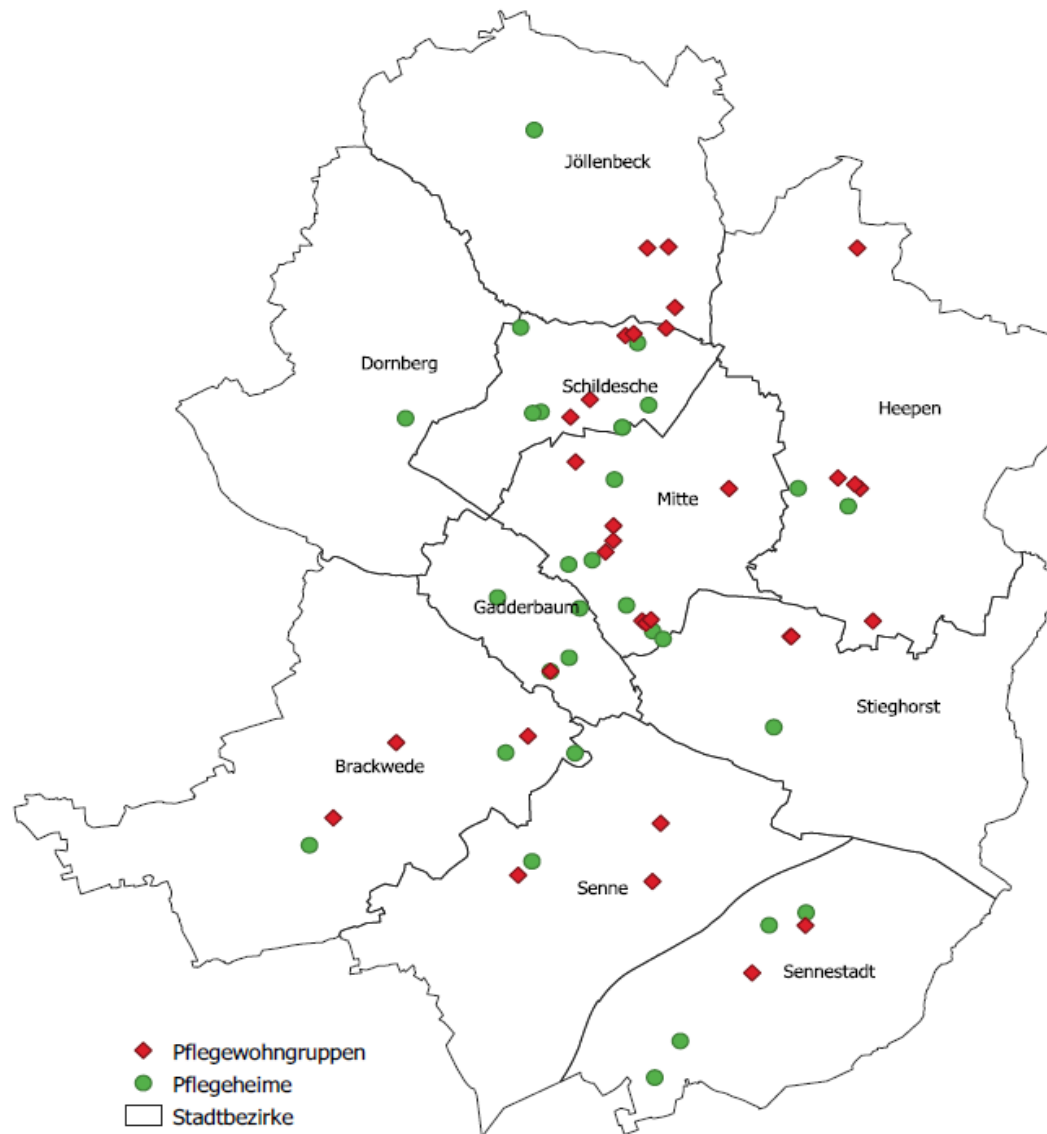 Jöllenbeck
Dornberg
Schildesche
Heepen
Mitte
Gadderbaum
Stieghorst
Brackwede
Senne
Sennestadt
Pflegewohngruppen
Pflegeheime
Stadtbezirke